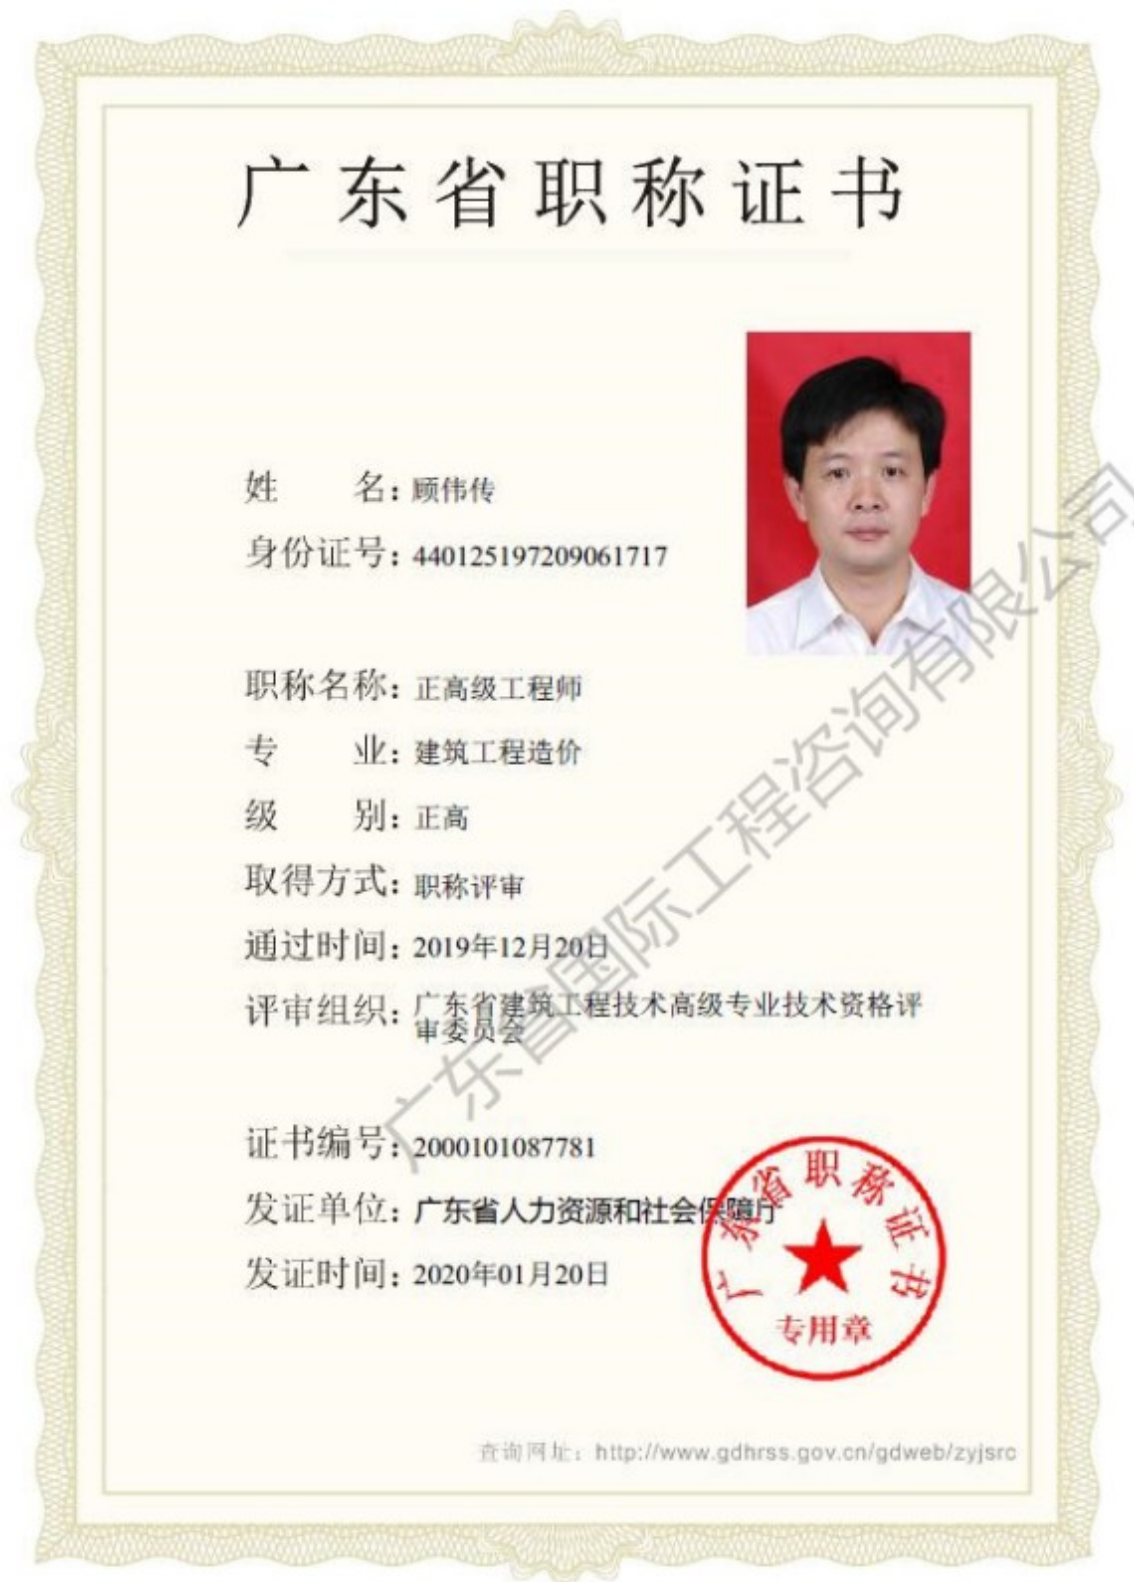 广东省职称证书
姓 名：顾伟传
身份证号：440125197209061717
职称名称：正高级工程师
专 业：建筑工程造价
级 别：正高
取得方式：职称评审
通过时间：2019年12月20日
评审组织：广东省建筑工程技术高级专业技术资格评
审委员会
证书编号：2000101087781
发证单位：广东省人力资源和社会保障厅
发证时间：2020年01月20日
广东省职称证书
专用章
查询网址：http://www.gdhrss.gov.cn/gdweb/zyjsrc
广东省国际工程咨询有限公司